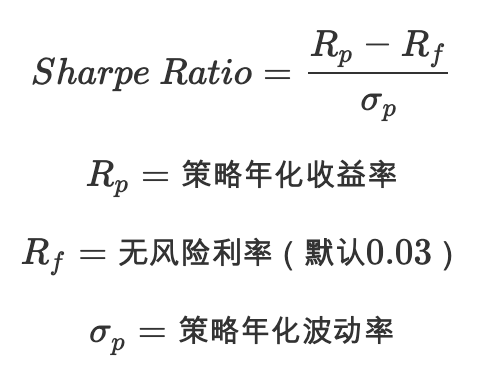 Sharpe Ratio = \frac{R_p - R_f}{\sigma_p}
R_p = 策略年化收益率
R_f = 无风险利率（默认0.03）
\sigma_p = 策略年化波动率